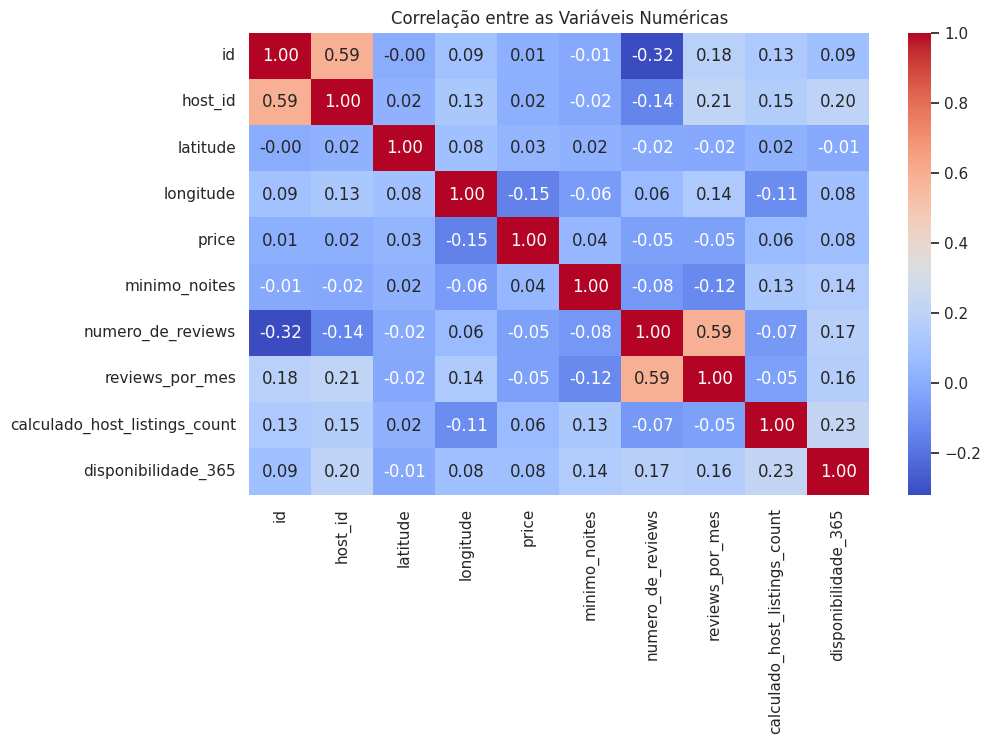 Correlação entre as Variáveis Numéricas
id 1.00 0.59 -0.00 0.09 0.01 -0.01 -0.32 0.18 0.13 0.09
host_id 0.59 1.00 0.02 0.13 0.02 -0.02 -0.14 0.21 0.15 0.20
latitude -0.00 0.02 1.00 0.08 0.03 0.02 -0.02 -0.02 0.02 -0.01
longitude 0.09 0.13 0.08 1.00 -0.15 -0.06 0.06 0.14 -0.11 0.08
price 0.01 0.02 0.03 -0.15 1.00 0.04 -0.05 -0.05 0.06 0.08
minimo_noites -0.01 -0.02 0.02 -0.06 0.04 1.00 -0.08 -0.12 0.13 0.14
numero_de_reviews -0.32 -0.14 -0.02 0.06 -0.05 -0.08 1.00 0.59 -0.07 0.17
reviews_por_mes 0.18 0.21 -0.02 0.14 -0.05 -0.12 0.59 1.00 -0.05 0.16
calculado_host_listings_count 0.13 0.15 0.02 -0.11 0.06 0.13 -0.07 -0.05 1.00 0.23
disponibilidade_365 0.09 0.20 -0.01 0.08 0.08 0.14 0.17 0.16 0.23 1.00
id
host_id
latitude
longitude
price
minimo_noites
numero_de_reviews
reviews_por_mes
calculado_host_listings_count
disponibilidade_365
1.0
0.8
0.6
0.4
0.2
0.0
−0.2